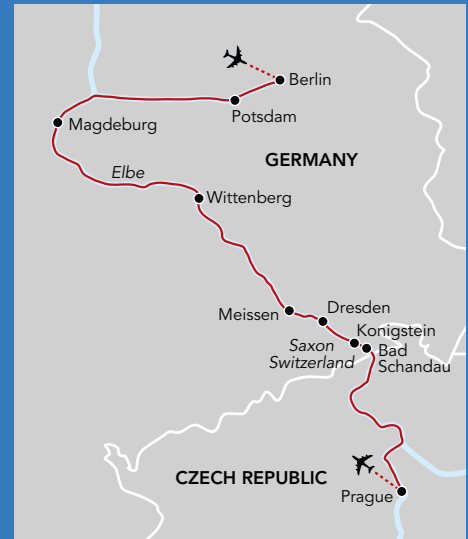 Berlin
Potsdam
Magdeburg
GERMANY
Elbe
Wittenberg
Meissen
Dresden
Konigstein
Saxon
Switzerland
Bad
Schandau
CZECH REPUBLIC
Prague